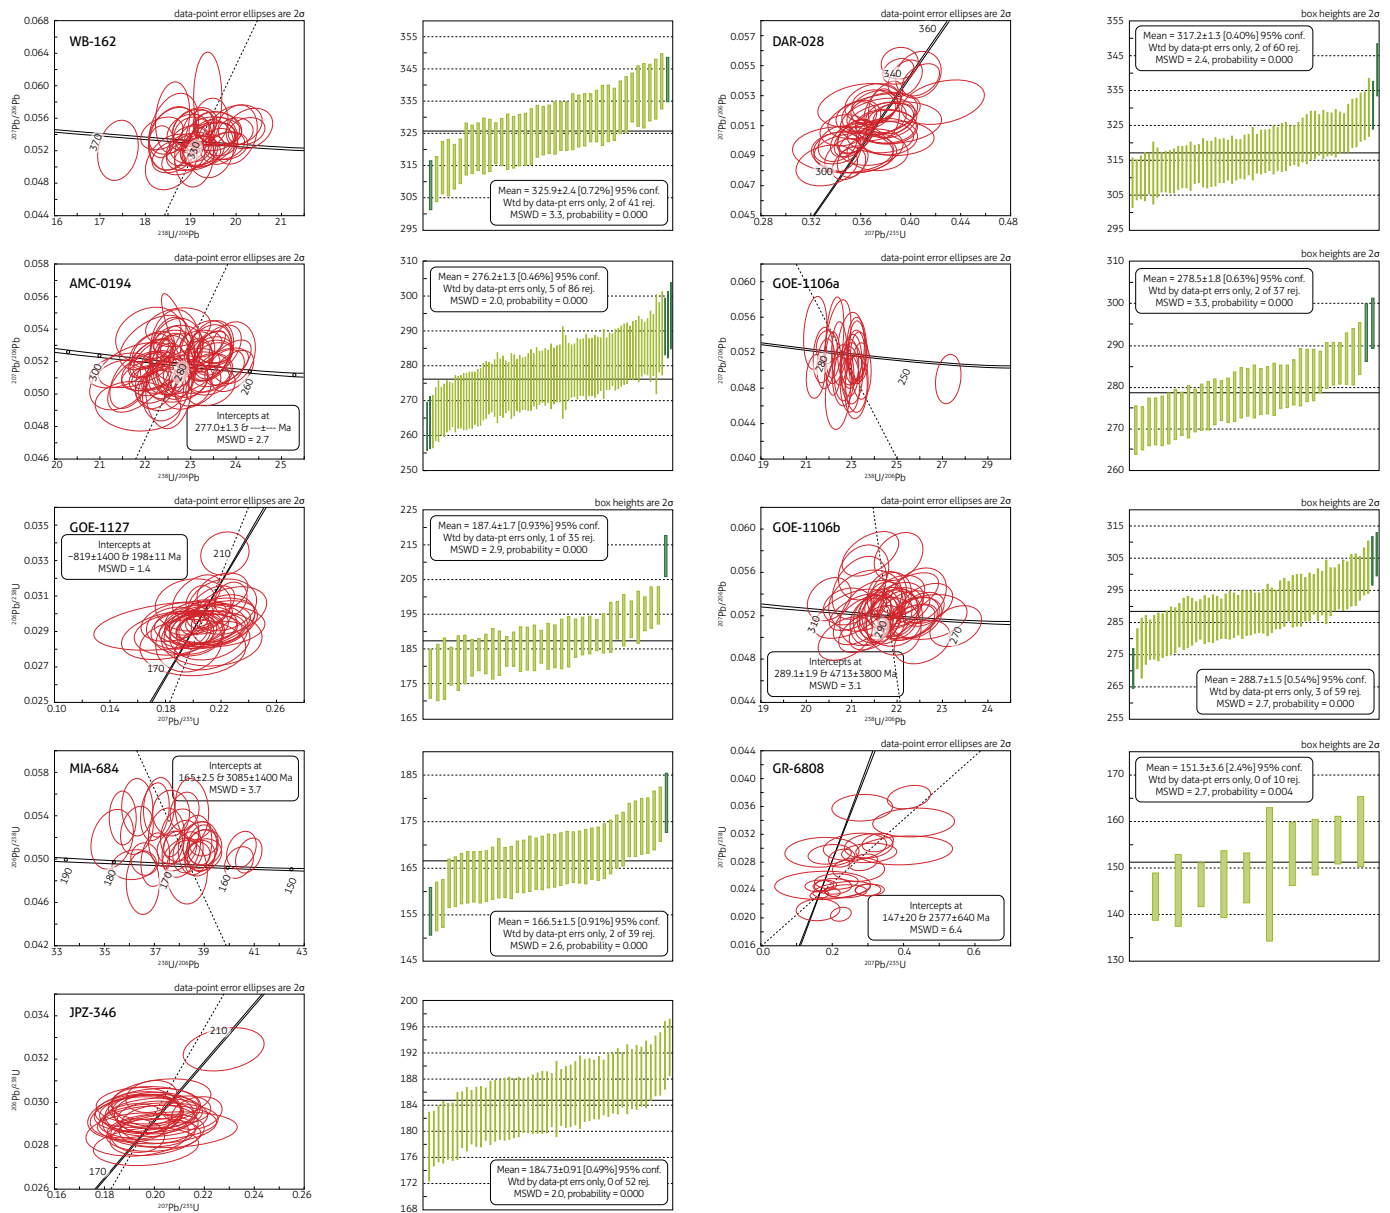 data-point error ellipses are 2σ
WB-162
0.068
0.064
0.060
0.056
0.052
0.048
0.044
²⁰⁷Pb/²⁰⁶Pb
370
330
16
17
18
19
20
21
²³⁸U/²⁰⁶Pb
355
345
335
325
315
305
295
Mean = 325.9±2.4 [0.72%] 95% conf.
Wtd by data-pt errs only, 2 of 41 rej.
MSWD = 3.3, probability = 0.000
data-point error ellipses are 2σ
DAR-028
0.057
0.055
0.053
0.051
0.049
0.047
0.045
²⁰⁷Pb/²⁰⁶Pb
360
340
300
0.28
0.32
0.36
0.40
0.44
0.48
²⁰⁷Pb/²³⁵U
box heights are 2σ
355
345
335
325
315
305
295
Mean = 317.2±1.3 [0.40%] 95% conf.
Wtd by data-pt errs only, 2 of 60 rej.
MSWD = 2.4, probability = 0.000
data-point error ellipses are 2σ
AMC-0194
0.058
0.056
0.054
0.052
0.050
0.048
0.046
²⁰⁷Pb/²⁰⁶Pb
300
280
260
Intercepts at
277.0±1.3 & ---±--- Ma
MSWD = 2.7
20
21
22
23
24
25
²³⁸U/²⁰⁶Pb
310
300
290
280
270
260
250
Mean = 276.2±1.3 [0.46%] 95% conf.
Wtd by data-pt errs only, 5 of 86 rej.
MSWD = 2.0, probability = 0.000
data-point error ellipses are 2σ
GOE-1106a
0.060
0.056
0.052
0.048
0.044
0.040
²⁰⁷Pb/²⁰⁶Pb
280
250
19
21
23
25
27
29
²³⁸U/²⁰⁶Pb
box heights are 2σ
310
300
290
280
270
260
Mean = 278.5±1.8 [0.63%] 95% conf.
Wtd by data-pt errs only, 2 of 37 rej.
MSWD = 3.3, probability = 0.000
data-point error ellipses are 2σ
GOE-1127
0.035
0.033
0.031
0.029
0.027
0.025
²⁰⁶Pb/²³⁸U
Intercepts at
−819±1400 & 198±11 Ma
MSWD = 1.4
210
170
0.10
0.14
0.18
0.22
0.26
²⁰⁷Pb/²³⁵U
box heights are 2σ
225
215
205
195
185
175
165
Mean = 187.4±1.7 [0.93%] 95% conf.
Wtd by data-pt errs only, 1 of 35 rej.
MSWD = 2.9, probability = 0.000
data-point error ellipses are 2σ
GOE-1106b
0.060
0.056
0.052
0.048
0.044
²⁰⁷Pb/²⁰⁶Pb
310
290
270
Intercepts at
289.1±1.9 & 4713±3800 Ma
MSWD = 3.1
19
20
21
22
23
24
²³⁸U/²⁰⁶Pb
box heights are 2σ
315
305
295
285
275
265
255
Mean = 288.7±1.5 [0.54%] 95% conf.
Wtd by data-pt errs only, 3 of 59 rej.
MSWD = 2.7, probability = 0.000
MIA-684
0.058
0.054
0.050
0.046
0.042
²⁰⁶Pb/²³⁸U
Intercepts at
165±2.5 & 3085±1400 Ma
MSWD = 3.7
190
180
170
160
150
33
35
37
39
41
43
²³⁸U/²⁰⁶Pb
185
175
165
155
145
Mean = 166.5±1.5 [0.91%] 95% conf.
Wtd by data-pt errs only, 2 of 39 rej.
MSWD = 2.6, probability = 0.000
data-point error ellipses are 2σ
GR-6808
0.044
0.040
0.036
0.032
0.028
0.024
0.020
0.016
²⁰⁷Pb/²³⁸U
Intercepts at
147±20 & 2377±640 Ma
MSWD = 6.4
0.0
0.2
0.4
0.6
²⁰⁷Pb/²³⁵U
box heights are 2σ
170
160
150
140
130
Mean = 151.3±3.6 [2.4%] 95% conf.
Wtd by data-pt errs only, 0 of 10 rej.
MSWD = 2.7, probability = 0.004
data-point error ellipses are 2σ
JPZ-346
0.034
0.032
0.030
0.028
0.026
²⁰⁶Pb/²³⁸U
210
170
0.16
0.18
0.20
0.22
0.24
0.26
²⁰⁷Pb/²³⁵U
200
196
192
188
184
180
176
172
168
Mean = 184.73±0.91 [0.49%] 95% conf.
Wtd by data-pt errs only, 0 of 52 rej.
MSWD = 2.0, probability = 0.000